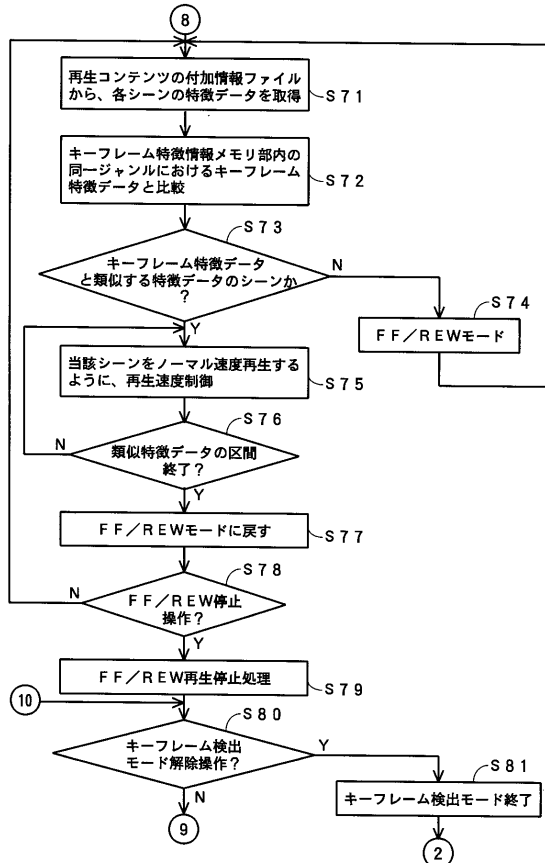 8
再生コンテンツの付加情報ファイル
から、各シーンの特徴データを取得
S71
キーフレーム特徴情報メモリ部内の
同一ジャンルにおけるキーフレーム
特徴データと比較
S72
S73
キーフレーム特徴データ
と類似する特徴データのシーンか
?
N
Y
S74
FF/REWモード
当該シーンをノーマル速度再生する
ように、再生速度制御
S75
S76
類似特徴データの区間
終了?
N
Y
FF/REWモードに戻す
S77
S78
FF/REW停止
操作?
N
Y
FF/REW再生停止処理
S79
10
S80
キーフレーム検出
モード解除操作?
Y
N
S81
キーフレーム検出モード終了
9
2